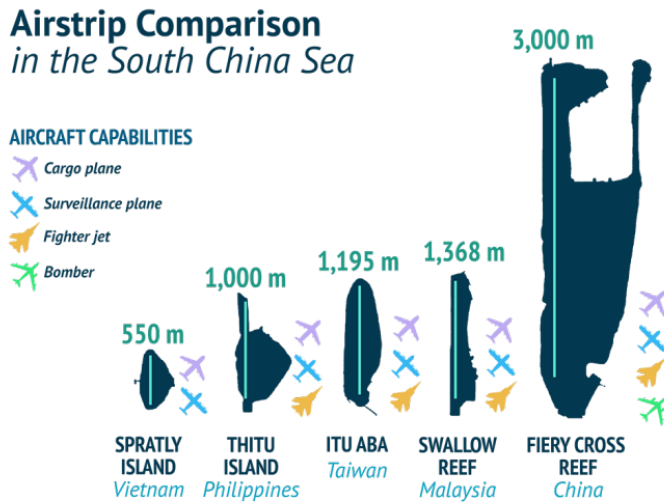 Airstrip Comparison
in the South China Sea
AIRCRAFT CAPABILITIES
Cargo plane
Surveillance plane
Fighter jet
Bomber
550 m
1,000 m
1,195 m
1,368 m
3,000 m
SPRATLY
ISLAND
Vietnam
THITU
ISLAND
Philippines
ITU ABA
Taiwan
SWALLOW
REEF
Malaysia
FIERY CROSS
REEF
China